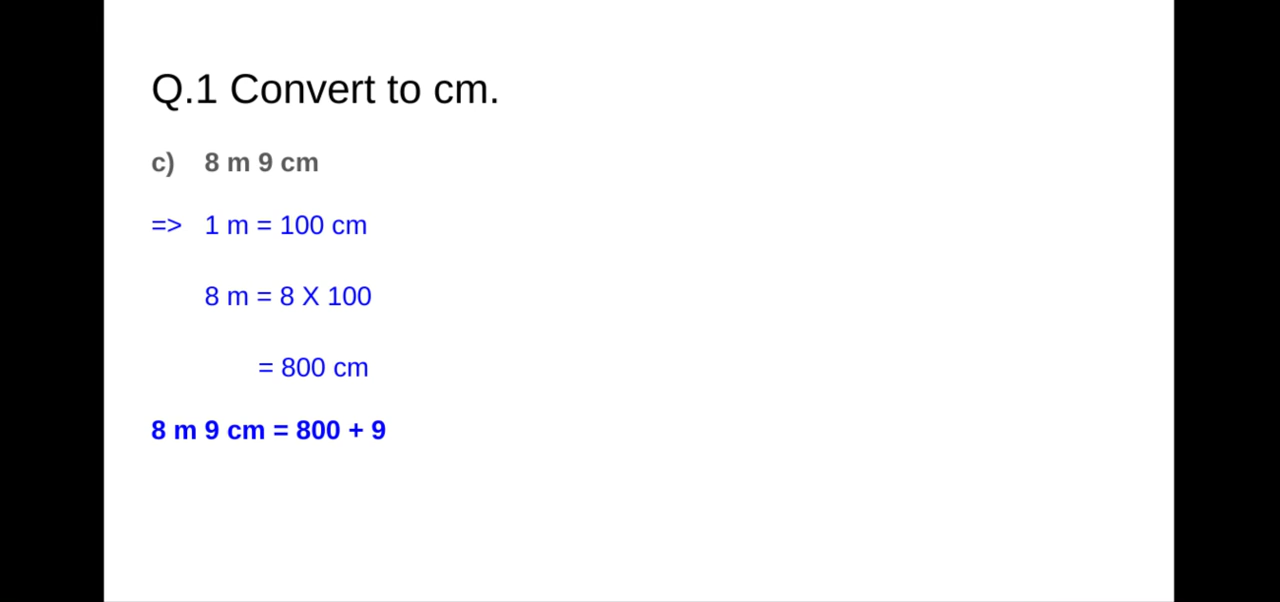 Q.1 Convert to cm.
c) 8 m 9 cm
=> 1 m = 100 cm
8 m = 8 X 100
= 800 cm
8 m 9 cm = 800 + 9